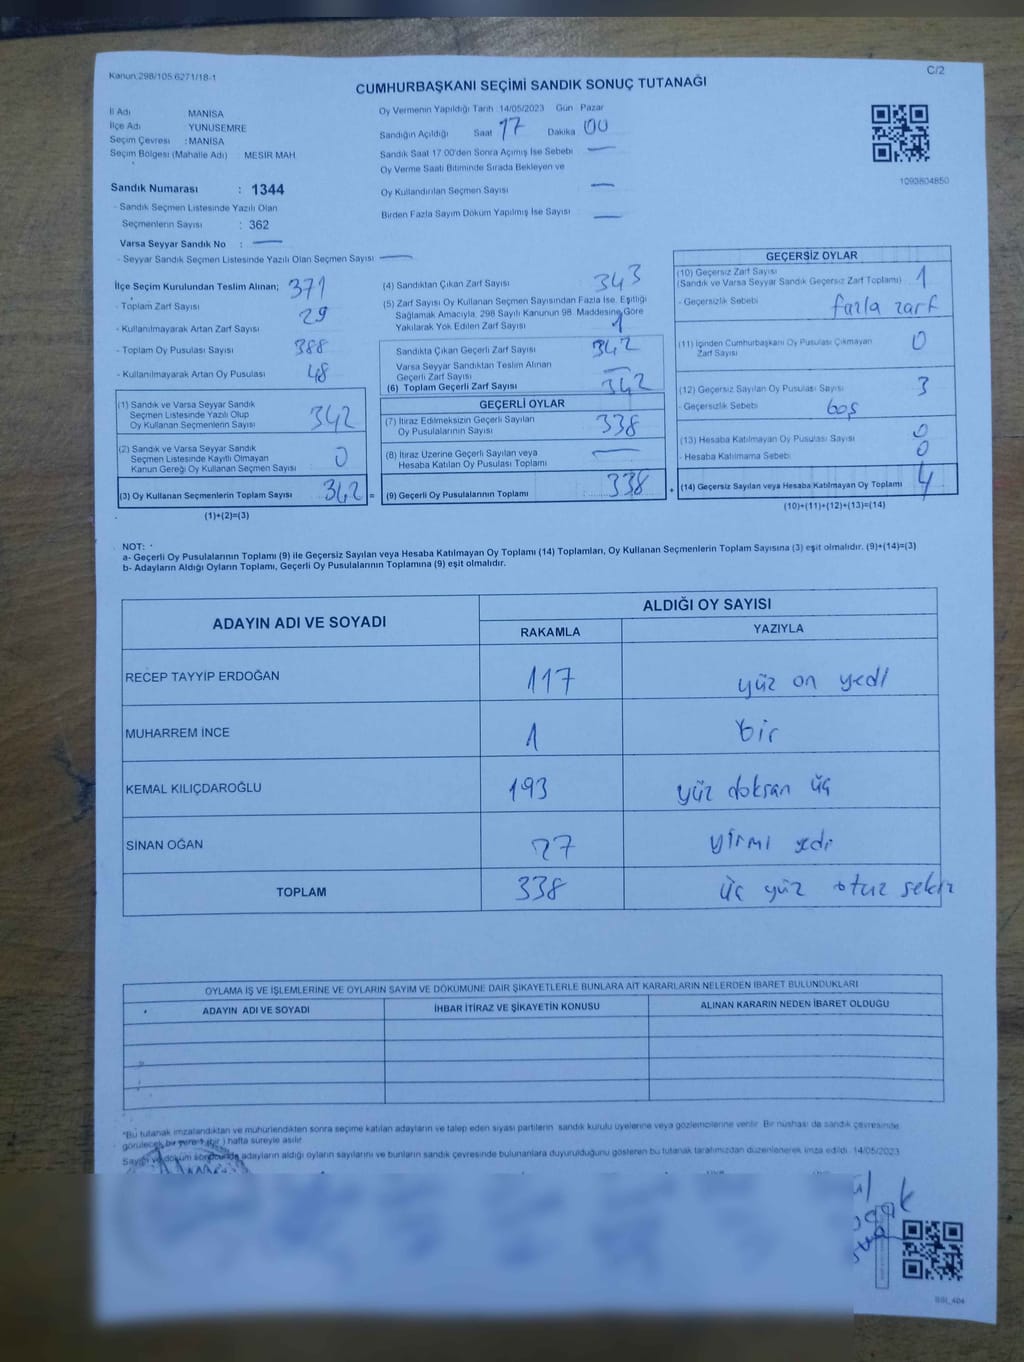 Kanun.298/105.6271/18-1
C/2
CUMHURBAŞKANI SEÇİMİ SANDIK SONUÇ TUTANAĞI
İl Adı MANİSA
İlçe Adı YUNUSEMRE
Seçim Çevresi : MANİSA
Seçim Bölgesi (Mahalle Adı) MESİR MAH.
Sandık Numarası : 1344
- Sandık Seçmen Listesinde Yazılı Olan
Seçmenlerin Sayısı : 362
Varsa Seyyar Sandık No : —
- Seyyar Sandık Seçmen Listesinde Yazılı Olan Seçmen Sayısı —
Oy Vermenin Yapıldığı Tarih 14/05/2023 Gün Pazar
Sandığın Açıldığı Saat 17 Dakika 00
Sandık Saat 17.00'den Sonra Açımış İse Sebebi —
Oy Verme Saati Bitiminde Sırada Bekleyen ve
Oy Kullandırılan Seçmen Sayısı —
Birden Fazla Sayım Döküm Yapılmış İse Sayısı —
1093804850
İlçe Seçim Kurulundan Teslim Alınan; 371
- Toplam Zarf Sayısı
- Kullanılmayarak Artan Zarf Sayısı 29
- Toplam Oy Pusulası Sayısı 388
- Kullanılmayarak Artan Oy Pusulası 48
(1) Sandık ve Varsa Seyyar Sandık
Seçmen Listesinde Yazılı Olup
Oy Kullanan Seçmenlerin Sayısı 342
(2) Sandık ve Varsa Seyyar Sandık
Seçmen Listesinde Kayıtlı Olmayan
Kanun Gereği Oy Kullanan Seçmen Sayısı 0
(3) Oy Kullanan Seçmenlerin Toplam Sayısı 342 =
(1)+(2)=(3)
(4) Sandıktan Çıkan Zarf Sayısı 343
(5) Zarf Sayısı Oy Kullanan Seçmen Sayısından Fazla İse, Eşitliği
Sağlamak Amacıyla, 298 Sayılı Kanunun 98. Maddesine Göre
Yakılarak Yok Edilen Zarf Sayısı 1
Sandıkta Çıkan Geçerli Zarf Sayısı 342
Varsa Seyyar Sandıktan Teslim Alınan
Geçerli Zarf Sayısı —
(6) Toplam Geçerli Zarf Sayısı 342
GEÇERLİ OYLAR
(7) İtiraz Edilmeksizin Geçerli Sayılan
Oy Pusulalarının Sayısı 338
(8) İtiraz Üzerine Geçerli Sayılan veya
Hesaba Katılan Oy Pusulası Toplamı —
(9) Geçerli Oy Pusulalarının Toplamı 338 +
GEÇERSİZ OYLAR
(10) Geçersiz Zarf Sayısı
(Sandık ve Varsa Seyyar Sandık Geçersiz Zarf Toplamı) 1
- Geçersizlik Sebebi fazla zarf
(11) İçinden Cumhurbaşkanı Oy Pusulası Çıkmayan
Zarf Sayısı 0
(12) Geçersiz Sayılan Oy Pusulası Sayısı 3
- Geçersizlik Sebebi boş
(13) Hesaba Katılmayan Oy Pusulası Sayısı 0
- Hesaba Katılmama Sebebi 0
(14) Geçersiz Sayılan veya Hesaba Katılmayan Oy Toplamı 4
(10)+(11)+(12)+(13)=(14)
NOT:
a- Geçerli Oy Pusulalarının Toplamı (9) ile Geçersiz Sayılan veya Hesaba Katılmayan Oy Toplamı (14) Toplamları, Oy Kullanan Seçmenlerin Toplam Sayısına (3) eşit olmalıdır. (9)+(14)=(3)
b- Adayların Aldığı Oyların Toplamı, Geçerli Oy Pusulalarının Toplamına (9) eşit olmalıdır.
ADAYIN ADI VE SOYADI ALDIĞI OY SAYISI
RAKAMLA YAZIYLA
RECEP TAYYİP ERDOĞAN 117 yüz on yedi
MUHARREM İNCE 1 bir
KEMAL KILIÇDAROĞLU 193 yüz doksan üç
SİNAN OĞAN 27 yirmi yedi
TOPLAM 338 üç yüz otuz sekiz
OYLAMA İŞ VE İŞLEMLERİNE VE OYLARIN SAYIM VE DÖKÜMÜNE DAİR ŞİKAYETLERLE BUNLARA AİT KARARLARIN NELERDEN İBARET BULUNDUKLARI
ADAYIN ADI VE SOYADI İHBAR İTİRAZ VE ŞİKAYETİN KONUSU ALINAN KARARIN NEDEN İBARET OLDUĞU
*Bu tutanak imzalandıktan ve mühürlendikten sonra seçime katılan adayların ve talep eden siyasi partilerin sandık kurulu üyelerine veya gözlemcilerine verilir. Bir nüshası da sandık çevresinde
görülecek bir yere 1 (bir ) hafta süreyle asılır.
Sayım ve döküm sonucunda adayların aldığı oyların sayılarını ve bunların sandık çevresinde bulunanlara duyurulduğunu gösteren bu tutanak tarafımızdan düzenlenerek imza edildi. 14/05/2023